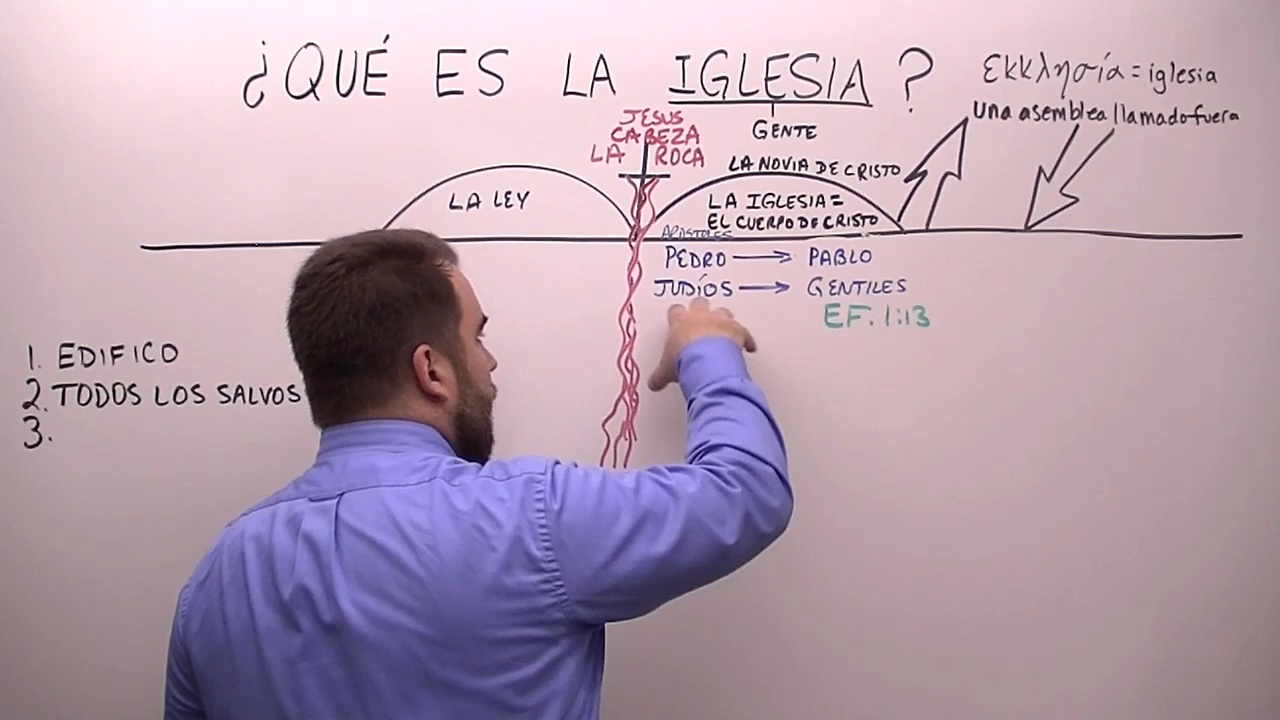 ¿QUÉ ES LA IGLESIA?
εκκλησία = iglesia
una asemblea llamado fuera
GENTE
JESUS
CABEZA
LA ROCA
LA NOVIA DE CRISTO
LA LEY
LA IGLESIA =
EL CUERPO DE CRISTO
APOSTOLES
PEDRO → PABLO
JUDÍOS → GENTILES
EF. 1:13
1. EDIFICO
2. TODOS LOS SALVOS
3.